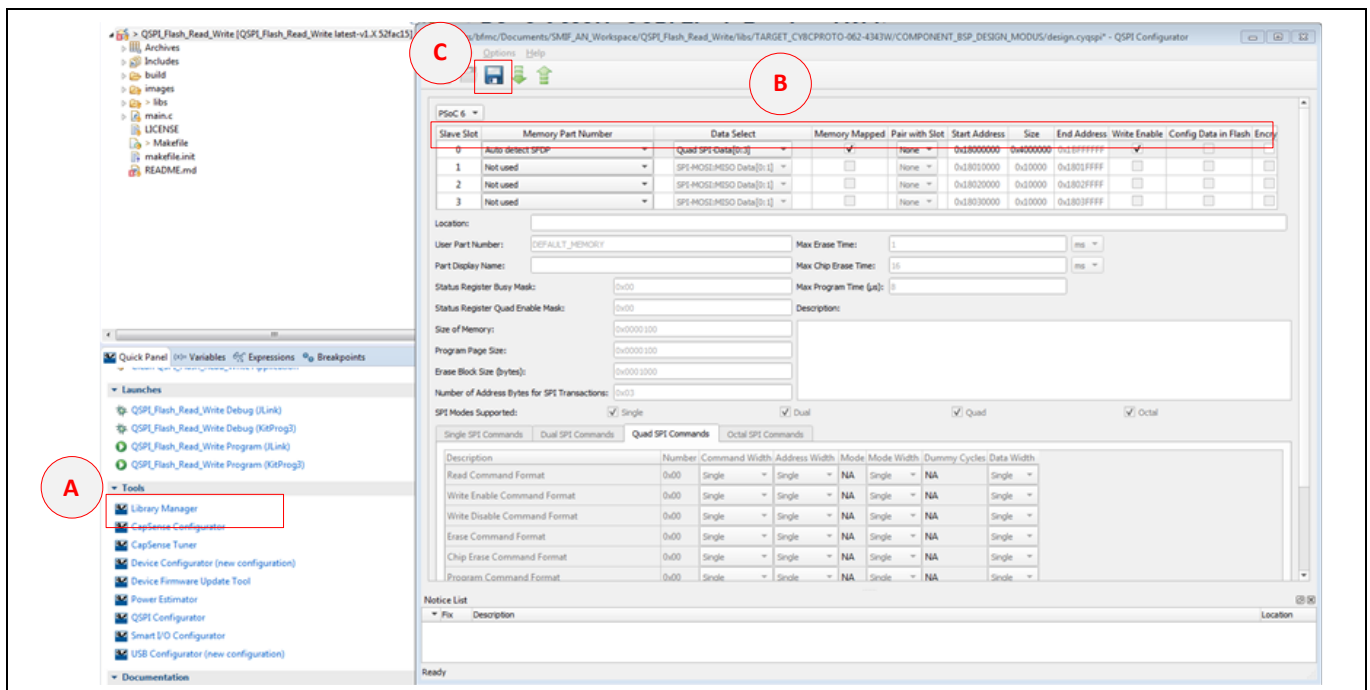 QSPI_Flash_Read_Write [QSPI_Flash_Read_Write latest-v1.X 52fac15]
Archives
Includes
build
images
> libs
main.c
LICENSE
> Makefile
makefile.init
README.md
Quick Panel (x)= Variables Expressions Breakpoints
Launches
QSPI_Flash_Read_Write Debug (JLink)
QSPI_Flash_Read_Write Debug (KitProg3)
QSPI_Flash_Read_Write Program (JLink)
QSPI_Flash_Read_Write Program (KitProg3)
A
Tools
Library Manager
CapSense Configurator
CapSense Tuner
Device Configurator (new configuration)
Device Firmware Update Tool
Power Estimator
QSPI Configurator
Smart I/O Configurator
USB Configurator (new configuration)
Documentation
/bfmc/Documents/SMIF_AN_Workspace/QSPI_Flash_Read_Write/libs/TARGET_CY8CPROTO-062-4343W/COMPONENT_BSP_DESIGN_MODUS/design.cyqspi* - QSPI Configurator
C
Options Help
B
PSoC 6
Slave Slot Memory Part Number Data Select Memory Mapped Pair with Slot Start Address Size End Address Write Enable Config Data in Flash Encry
0 Auto detect SFDP Quad SPI-Data[0:3] None 0x18000000 0x4000000 0x1BFFFFFF
1 Not used SPI-MOSI:MISO Data[0:1] None 0x18010000 0x10000 0x1801FFFF
2 Not used SPI-MOSI:MISO Data[0:1] None 0x18020000 0x10000 0x1802FFFF
3 Not used SPI-MOSI:MISO Data[0:1] None 0x18030000 0x10000 0x1803FFFF
Location:
User Part Number: DEFAULT_MEMORY Max Erase Time: 1 ms
Part Display Name: Max Chip Erase Time: 16 ms
Status Register Busy Mask: 0x00 Max Program Time (µs): 8
Status Register Quad Enable Mask: 0x00 Description:
Size of Memory: 0x0000100
Program Page Size: 0x0000100
Erase Block Size (bytes): 0x0001000
Number of Address Bytes for SPI Transactions: 0x03
SPI Modes Supported: Single Dual Quad Octal
Single SPI Commands Dual SPI Commands Quad SPI Commands Octal SPI Commands
Description Number Command Width Address Width Mode Mode Width Dummy Cycles Data Width
Read Command Format 0x00 Single Single NA Single NA Single
Write Enable Command Format 0x00 Single Single NA Single NA Single
Write Disable Command Format 0x00 Single Single NA Single NA Single
Erase Command Format 0x00 Single Single NA Single NA Single
Chip Erase Command Format 0x00 Single Single NA Single NA Single
Program Command Format 0x00 Single Single NA Single NA Single
Notice List
Fix Description Location
Ready